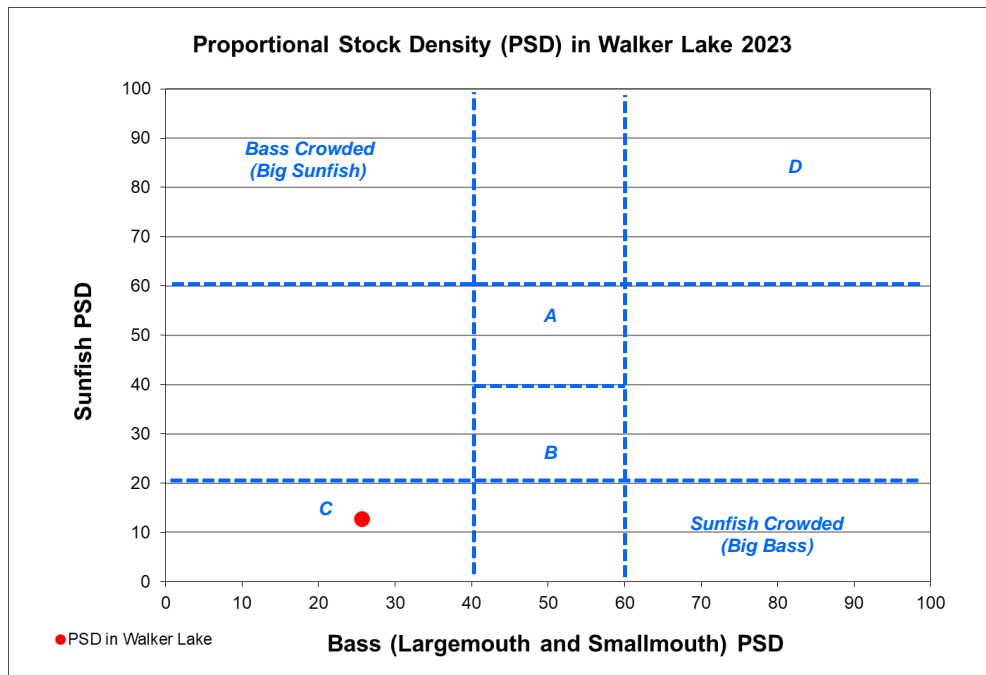 Proportional Stock Density (PSD) in Walker Lake 2023
100
90
80
70
60
50
40
30
20
10
0
Sunfish PSD
Bass Crowded
(Big Sunfish)
D
A
B
C
Sunfish Crowded
(Big Bass)
0 10 20 30 40 50 60 70 80 90 100
PSD in Walker Lake
Bass (Largemouth and Smallmouth) PSD